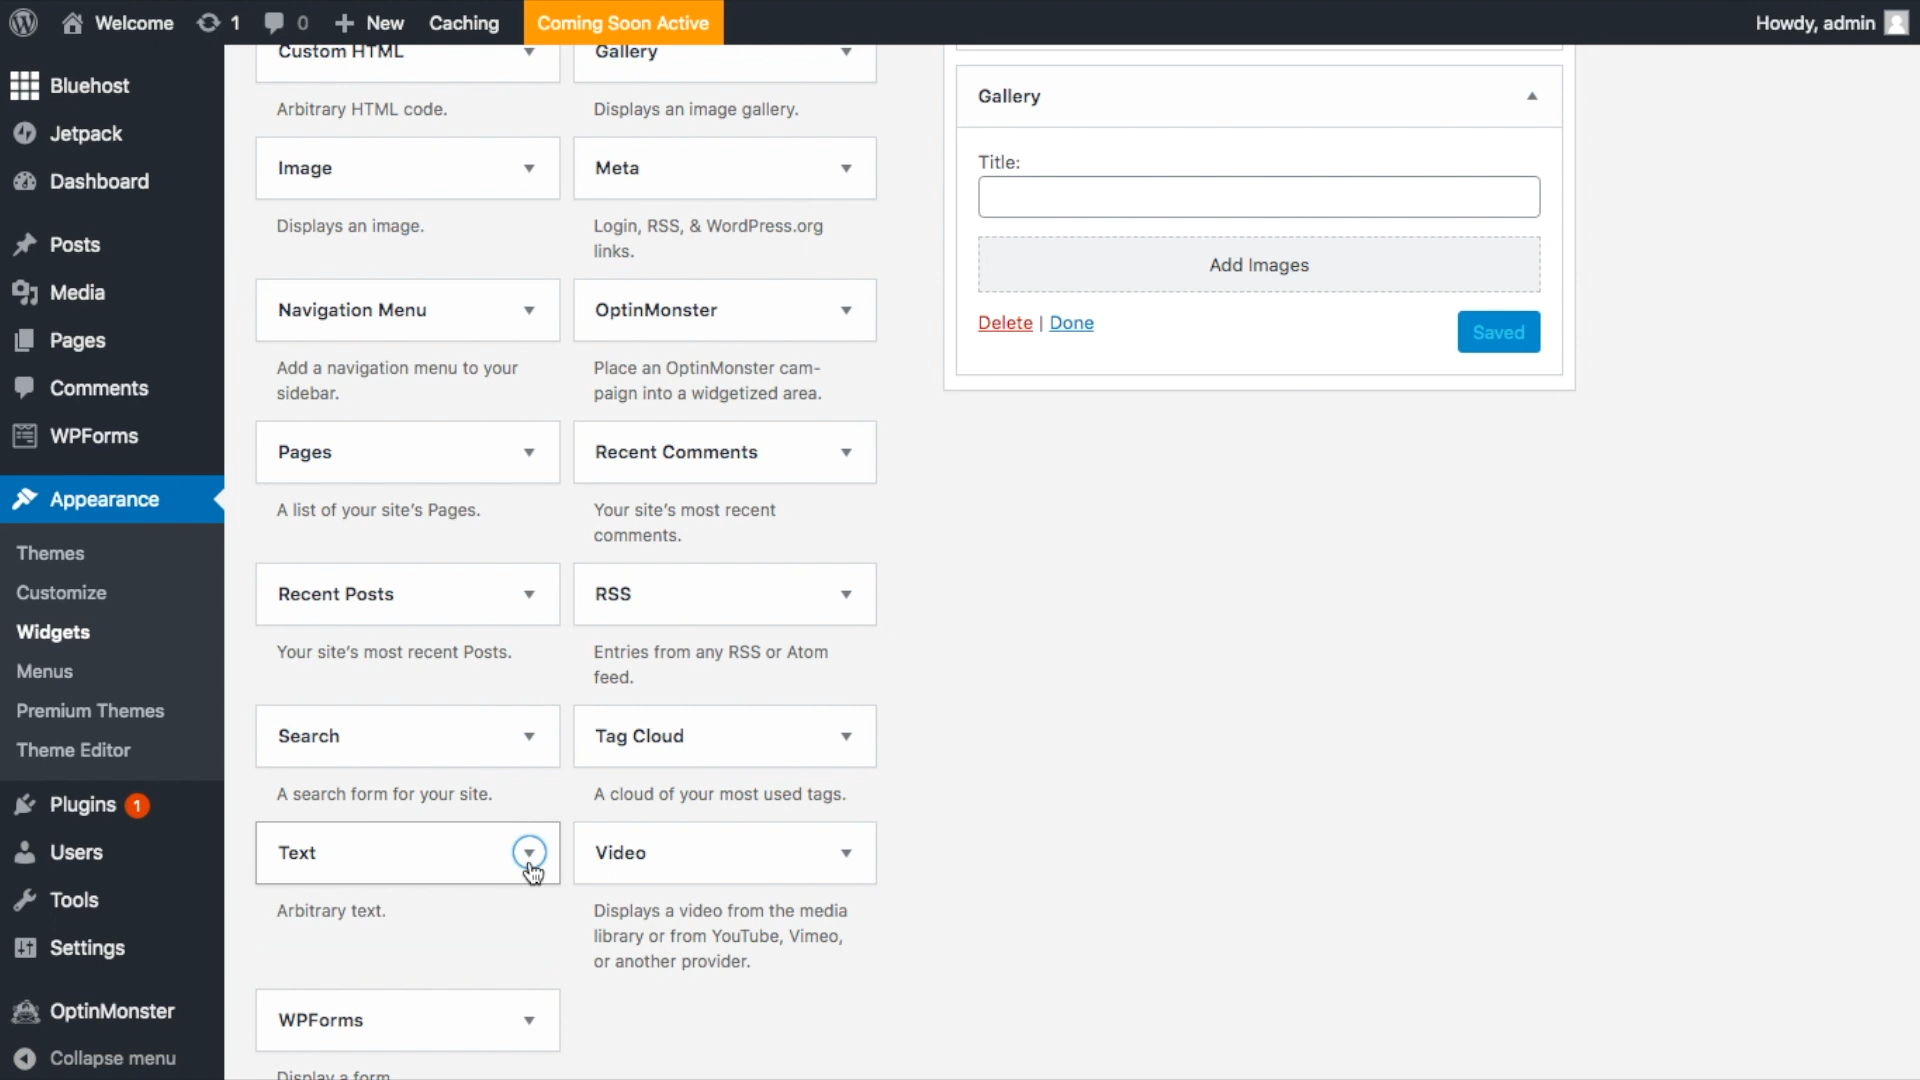 Welcome 1 0 New Caching Coming Soon Active Howdy, admin
Bluehost
Jetpack
Dashboard
Posts
Media
Pages
Comments
WPForms
Appearance
Themes
Customize
Widgets
Menus
Premium Themes
Theme Editor
Plugins 1
Users
Tools
Settings
OptinMonster
Collapse menu
Custom HTML
Arbitrary HTML code.
Gallery
Displays an image gallery.
Image
Displays an image.
Meta
Login, RSS, & WordPress.org
links.
Navigation Menu
Add a navigation menu to your
sidebar.
OptinMonster
Place an OptinMonster cam-
paign into a widgetized area.
Pages
A list of your site's Pages.
Recent Comments
Your site's most recent
comments.
Recent Posts
Your site's most recent Posts.
RSS
Entries from any RSS or Atom
feed.
Search
A search form for your site.
Tag Cloud
A cloud of your most used tags.
Text
Arbitrary text.
Video
Displays a video from the media
library or from YouTube, Vimeo,
or another provider.
WPForms
Display a form
Gallery
Title:
Add Images
Delete | Done
Saved